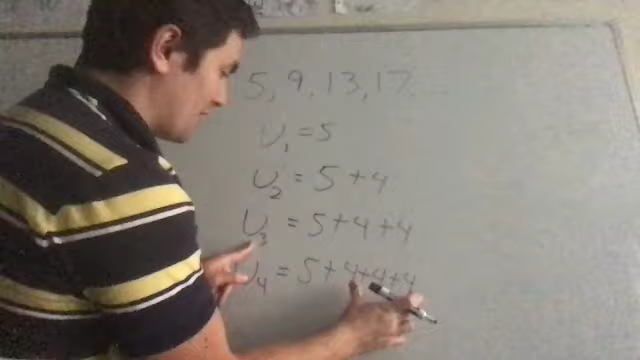 5, 9, 13, 17......
U₁ = 5
U₂ = 5 + 4
U₃ = 5 + 4 + 4
U₄ = 5 + 4 + 4 + 4